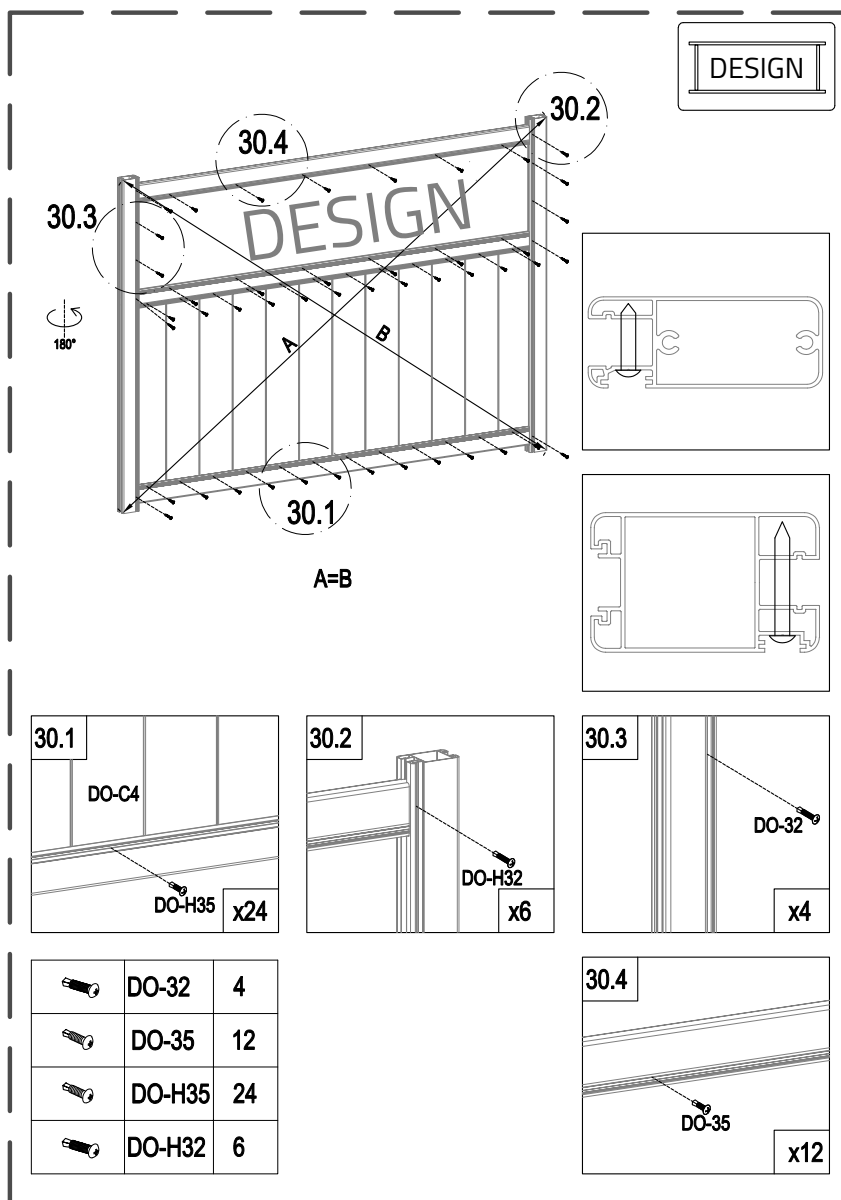 DESIGN
30.2
30.4
30.3
DESIGN
180°
A
B
30.1
A=B
30.1
DO-C4
DO-H35
x24
30.2
DO-H32
x6
30.3
DO-32
x4
DO-32 4
DO-35 12
DO-H35 24
DO-H32 6
30.4
DO-35
x12